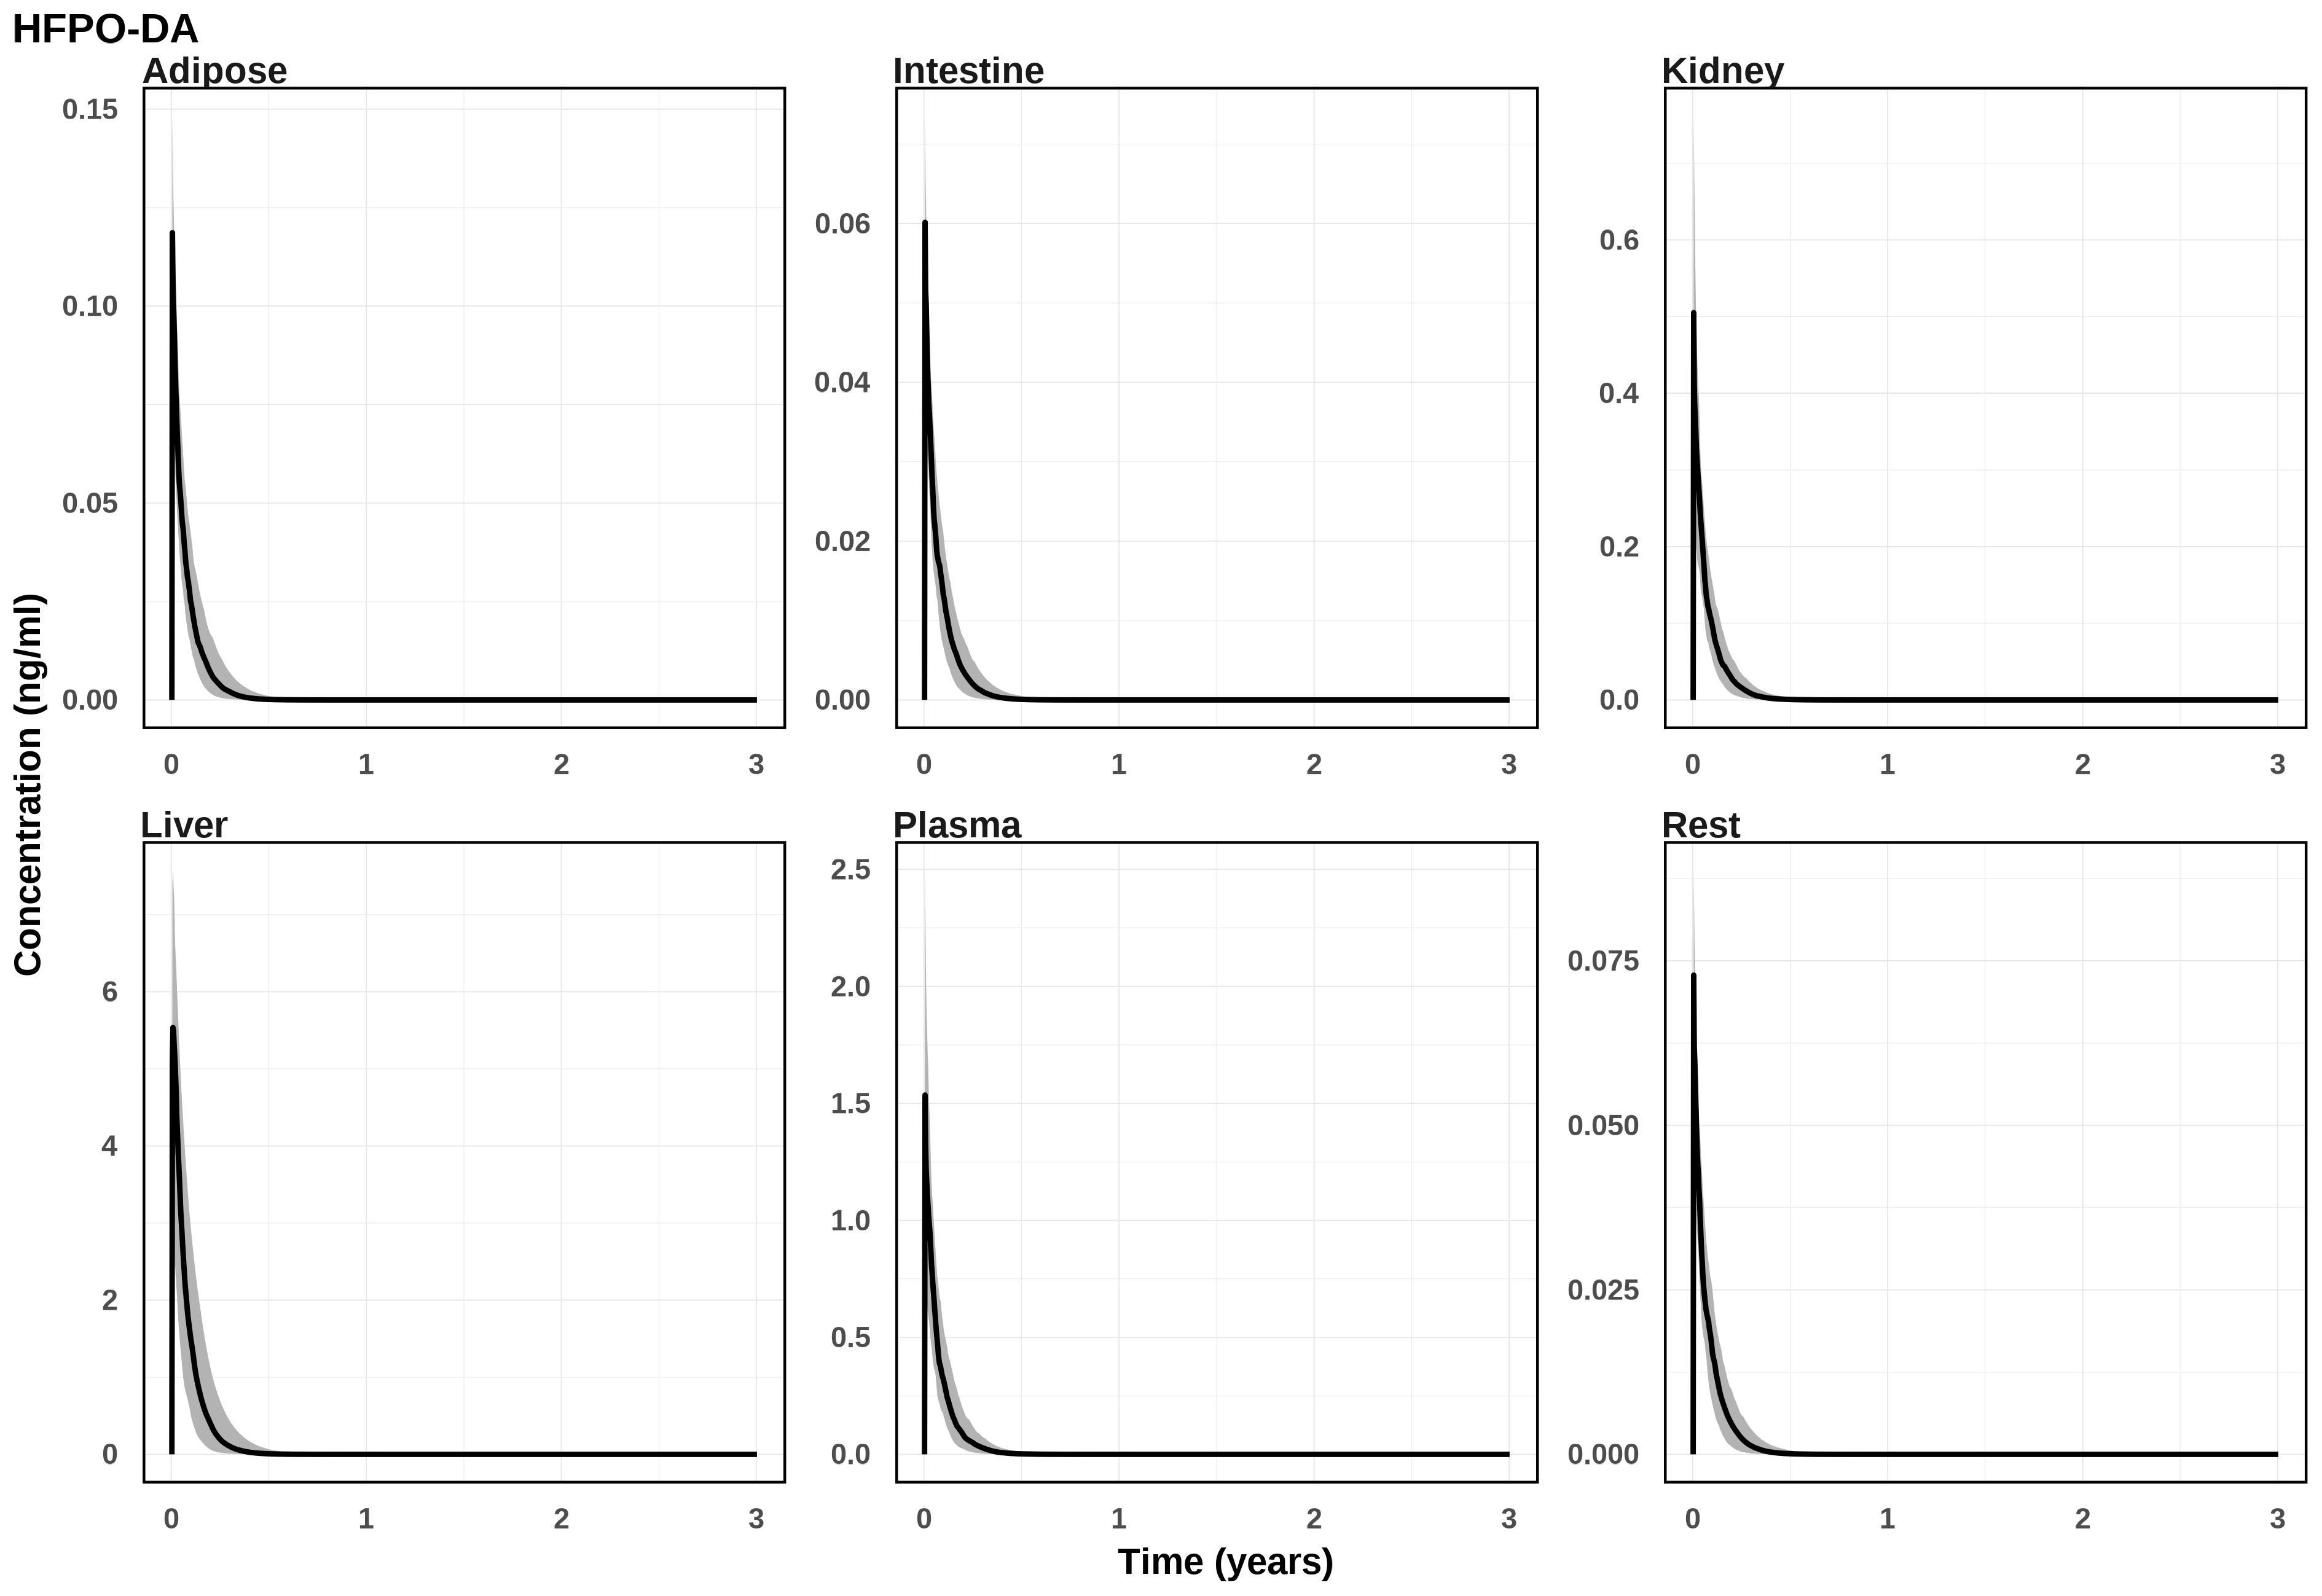 HFPO-DA
Adipose
Intestine
Kidney
0.15
0.10
0.05
0.00
0.06
0.04
0.02
0.00
0.6
0.4
0.2
0.0
0 1 2 3
0 1 2 3
0 1 2 3
Concentration (ng/ml)
Liver
Plasma
Rest
6
4
2
0
2.5
2.0
1.5
1.0
0.5
0.0
0.075
0.050
0.025
0.000
0 1 2 3
0 1 2 3
0 1 2 3
Time (years)